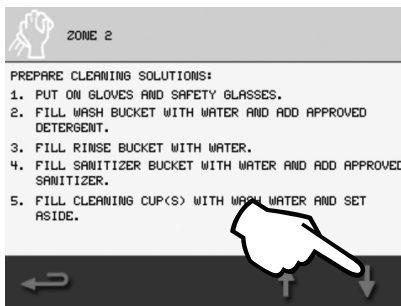 ZONE 2
PREPARE CLEANING SOLUTIONS:
1. PUT ON GLOVES AND SAFETY GLASSES.
2. FILL WASH BUCKET WITH WATER AND ADD APPROVED
DETERGENT.
3. FILL RINSE BUCKET WITH WATER.
4. FILL SANITIZER BUCKET WITH WATER AND ADD APPROVED
SANITIZER.
5. FILL CLEANING CUP(S) WITH WASH WATER AND SET
ASIDE.